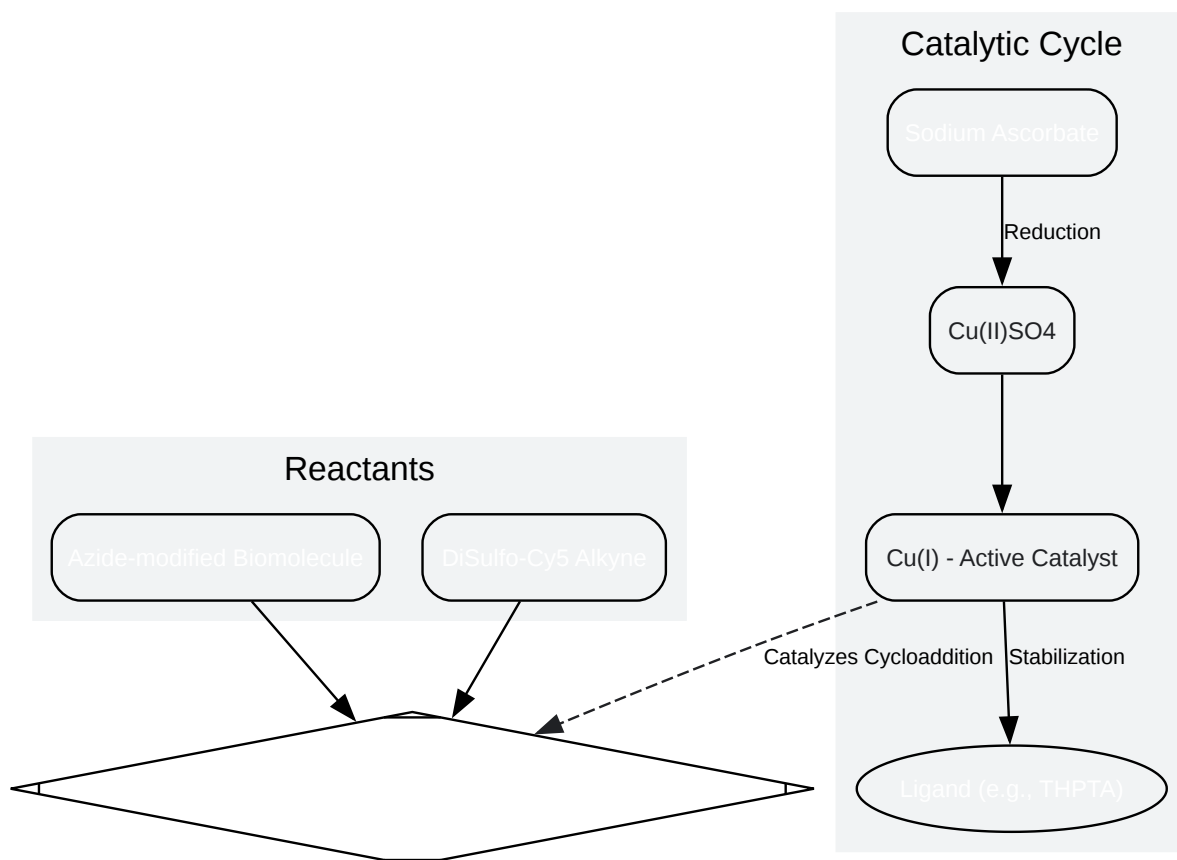 Catalytic Cycle
Sodium Ascorbate
Reduction
Cu(II)SO4
Reactants
Azide-modified Biomolecule
DiSulfo-Cy5 Alkyne
Cu(I) - Active Catalyst
Catalyzes Cycloaddition
Stabilization
Ligand (e.g., THPTA)